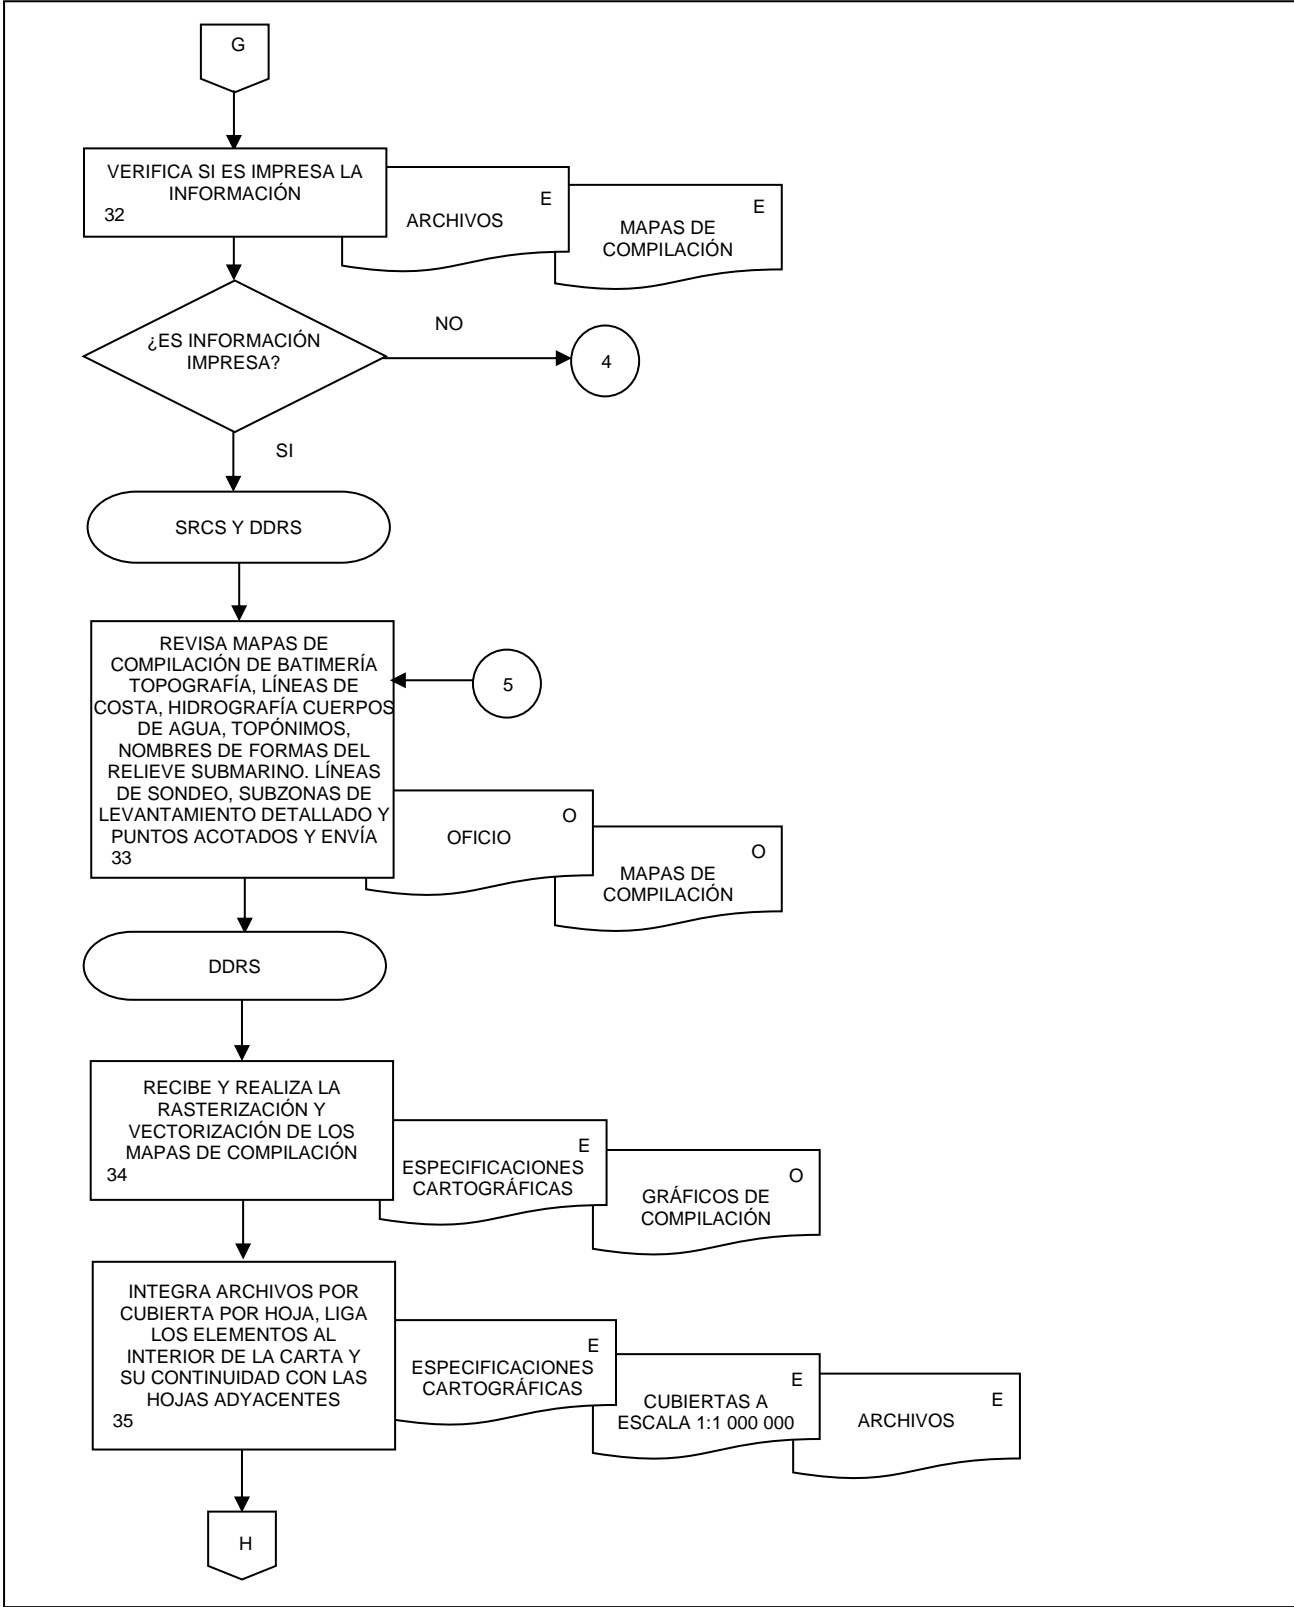 G
VERIFICA SI ES IMPRESA LA
INFORMACIÓN
32
E
ARCHIVOS
E
MAPAS DE
COMPILACIÓN
¿ES INFORMACIÓN
IMPRESA?
NO
4
SI
SRCS Y DDRS
REVISA MAPAS DE
COMPILACIÓN DE BATIMERÍA
TOPOGRAFÍA, LÍNEAS DE
COSTA, HIDROGRAFÍA CUERPOS
DE AGUA, TOPÓNIMOS,
NOMBRES DE FORMAS DEL
RELIEVE SUBMARINO. LÍNEAS
DE SONDEO, SUBZONAS DE
LEVANTAMIENTO DETALLADO Y
PUNTOS ACOTADOS Y ENVÍA
33
5
O
OFICIO
O
MAPAS DE
COMPILACIÓN
DDRS
RECIBE Y REALIZA LA
RASTERIZACIÓN Y
VECTORIZACIÓN DE LOS
MAPAS DE COMPILACIÓN
34
E
ESPECIFICACIONES
CARTOGRÁFICAS
O
GRÁFICOS DE
COMPILACIÓN
INTEGRA ARCHIVOS POR
CUBIERTA POR HOJA, LIGA
LOS ELEMENTOS AL
INTERIOR DE LA CARTA Y
SU CONTINUIDAD CON LAS
HOJAS ADYACENTES
35
E
ESPECIFICACIONES
CARTOGRÁFICAS
E
CUBIERTAS A
ESCALA 1:1 000 000
E
ARCHIVOS
H